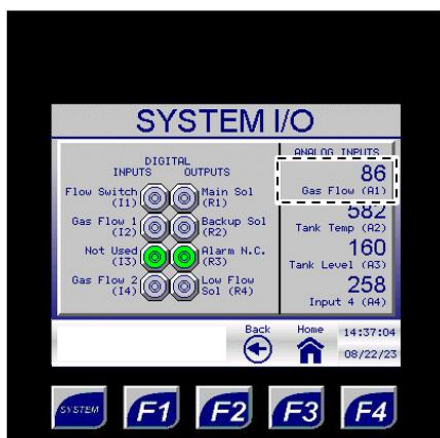 SYSTEM I/O
DIGITAL
INPUTS OUTPUTS
Flow Switch (I1)
Main Sol (R1)
Gas Flow 1 (I2)
Backup Sol (R2)
Not Used (I3)
Alarm N.C. (R3)
Gas Flow 2 (I4)
Low Flow Sol (R4)
ANALOG INPUTS
86
Gas Flow (A1)
582
Tank Temp (A2)
160
Tank Level (A3)
258
Input 4 (A4)
Back
Home
14:37:04
08/22/23
SYSTEM
F1
F2
F3
F4